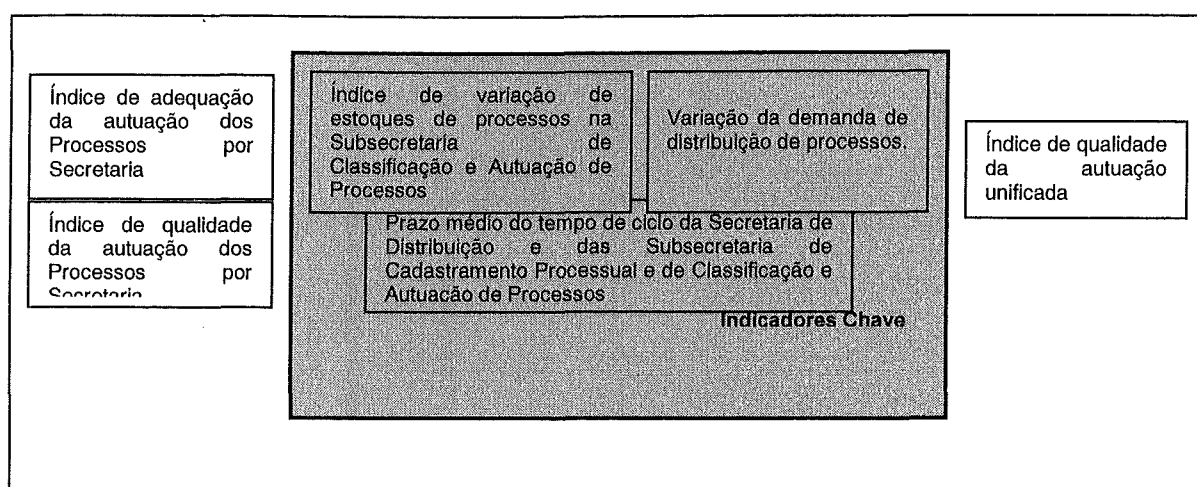 Índice de adequação
da autuação dos
Processos por
Secretaria
Índice de qualidade
da autuação dos
Processos por
Secretaria
Índice de variação de
estoques de processos na
Subsecretaria de
Classificação e Autuação de
Processos
Variação da demanda de
distribuição de processos.
Prazo médio do tempo de ciclo da Secretaria de
Distribuição e das Subsecretaria de
Cadastramento Processual e de Classificação e
Autuação de Processos
Indicadores Chave
Índice de qualidade
da autuação
unificada